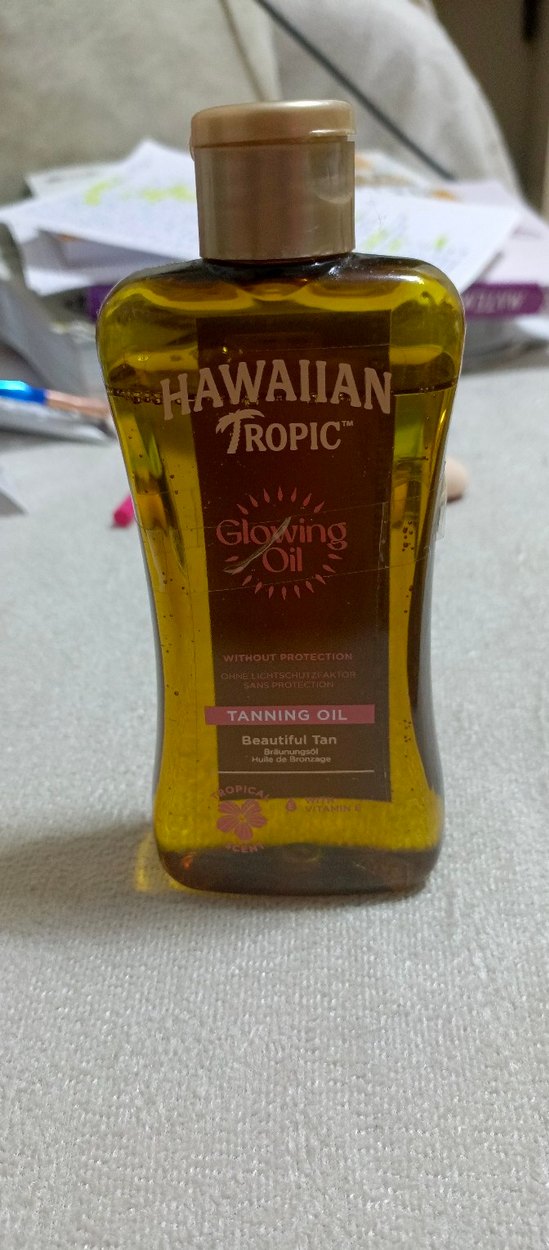 HAWAIIAN
TROPIC™
Glowing
Oil
WITHOUT PROTECTION
OHNE LICHTSCHUTZFAKTOR
SANS PROTECTION
TANNING OIL
Beautiful Tan
Bräunungsöl
Huile de Bronzage
TROPICAL
SCENT
WITH
VITAMIN E